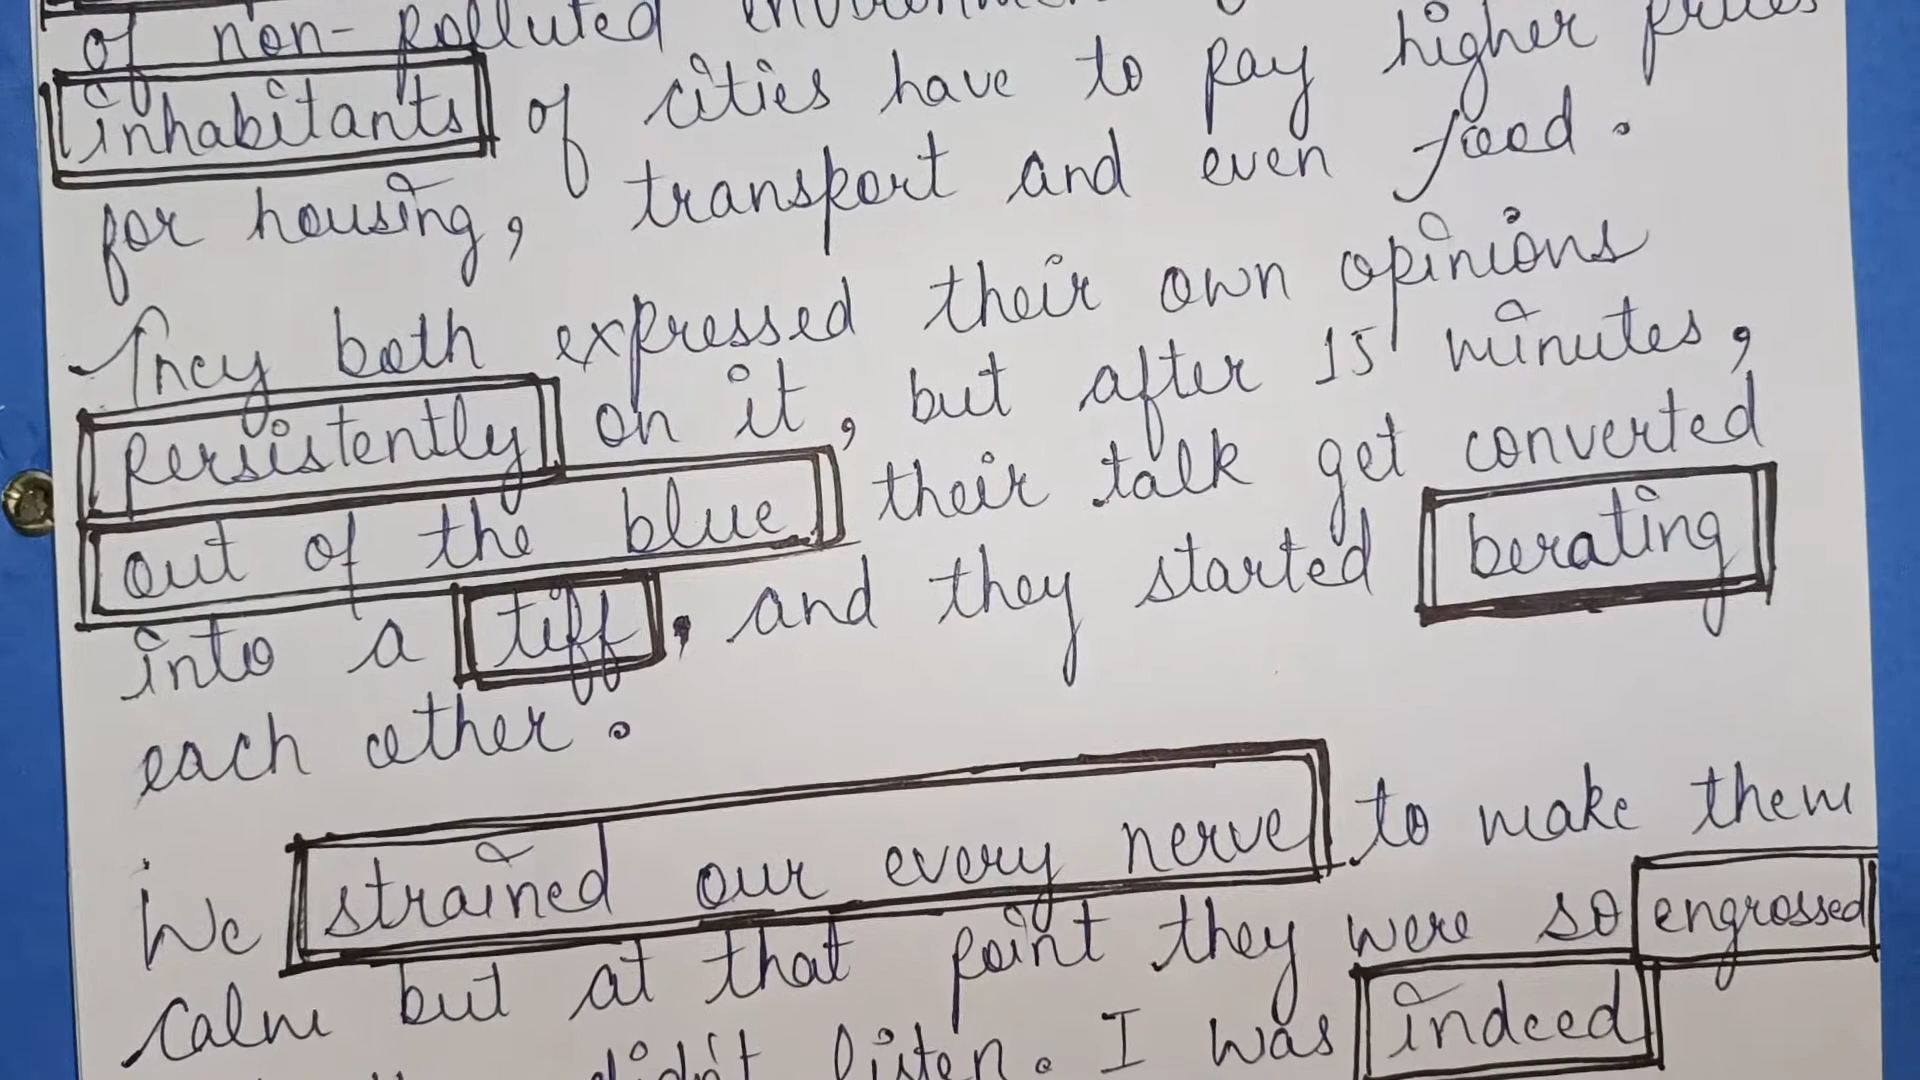 of non-polluted
inhabitants of cities have to pay higher prices
for housing, transport and even food.
They both expressed their own opinions
persistently on it, but after 15 minutes,
out of the blue their talk get converted
into a tiff, and they started berating
each other.
We strained our every nerve to make them
calm but at that point they were so engrossed
didn't listen. I was indeed